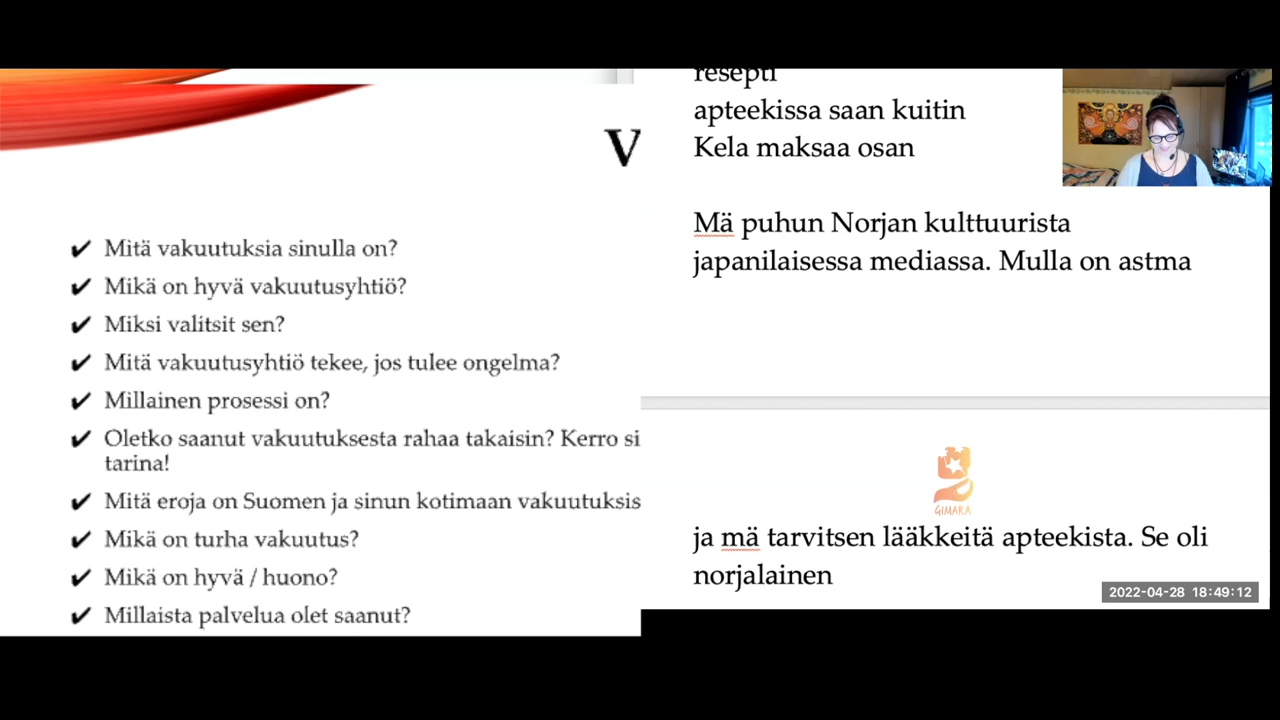 V
Mitä vakuutuksia sinulla on?
Mikä on hyvä vakuutusyhtiö?
Miksi valitsit sen?
Mitä vakuutusyhtiö tekee, jos tulee ongelma?
Millainen prosessi on?
Oletko saanut vakuutuksesta rahaa takaisin? Kerro si
tarina!
Mitä eroja on Suomen ja sinun kotimaan vakuutuksis
Mikä on turha vakuutus?
Mikä on hyvä / huono?
Millaista palvelua olet saanut?
resepti
apteekissa saan kuitin
Kela maksaa osan
Mä puhun Norjan kulttuurista
japanilaisessa mediassa. Mulla on astma
GIMARA
ja mä tarvitsen lääkkeitä apteekista. Se oli
norjalainen
2022-04-28 18:49:12